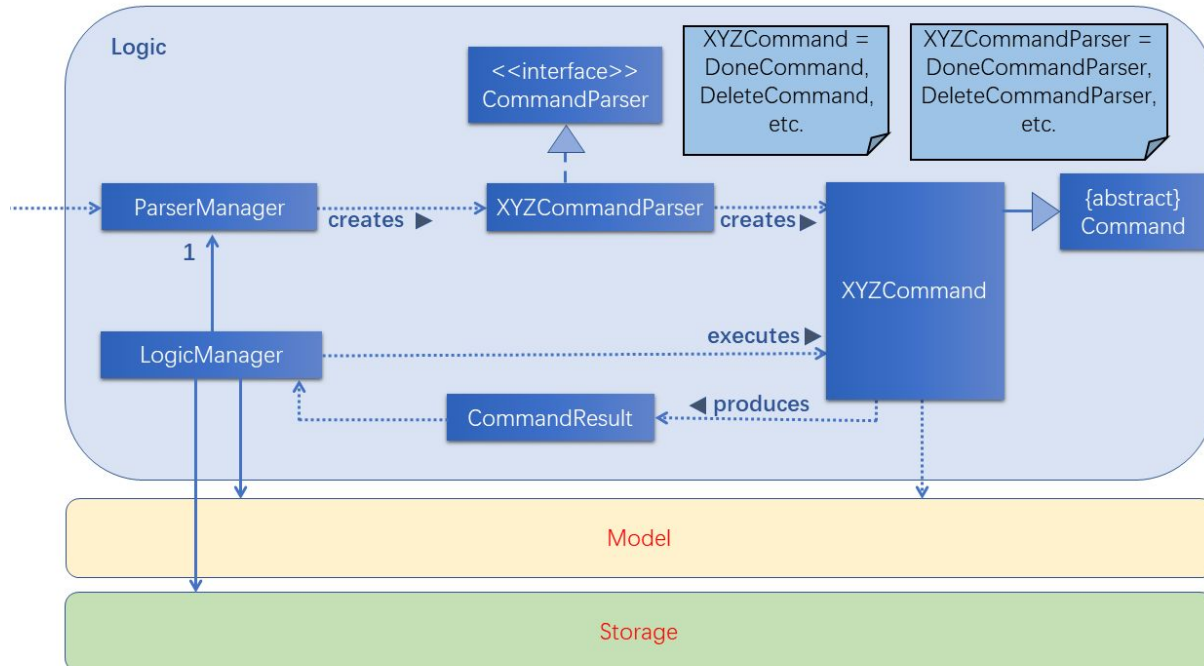 Logic
<<interface>>
CommandParser
XYZCommand =
DoneCommand,
DeleteCommand,
etc.
XYZCommandParser =
DoneCommandParser,
DeleteCommandParser,
etc.
ParserManager
creates ▶
XYZCommandParser
creates ▶
{abstract}
Command
1
XYZCommand
LogicManager
executes ▶
CommandResult
◀ produces
Model
Storage